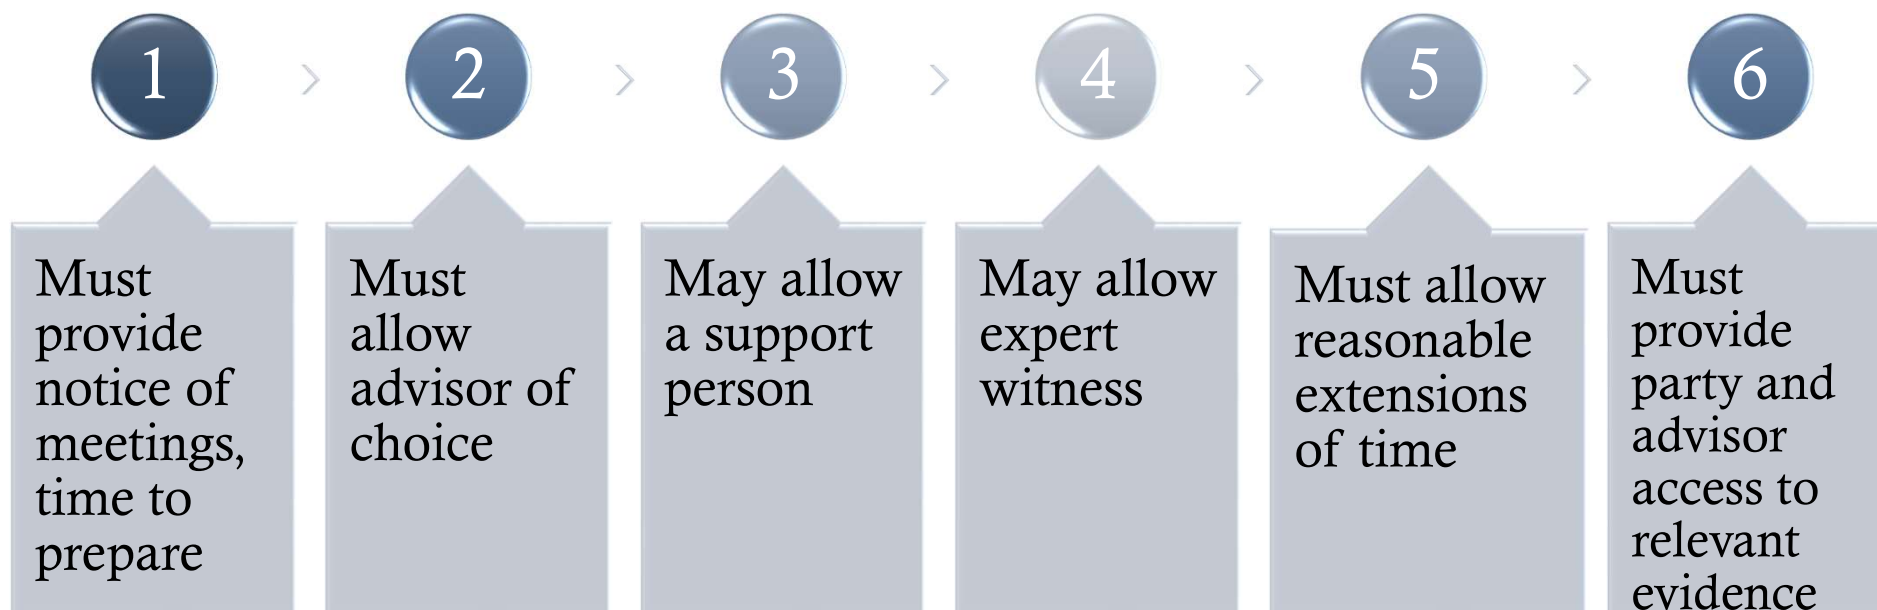 1
2
3
4
5
6
Must
provide
notice of
meetings,
time to
prepare
Must
allow
advisor of
choice
May allow
a support
person
May allow
expert
witness
Must allow
reasonable
extensions
of time
Must
provide
party and
advisor
access to
relevant
evidence